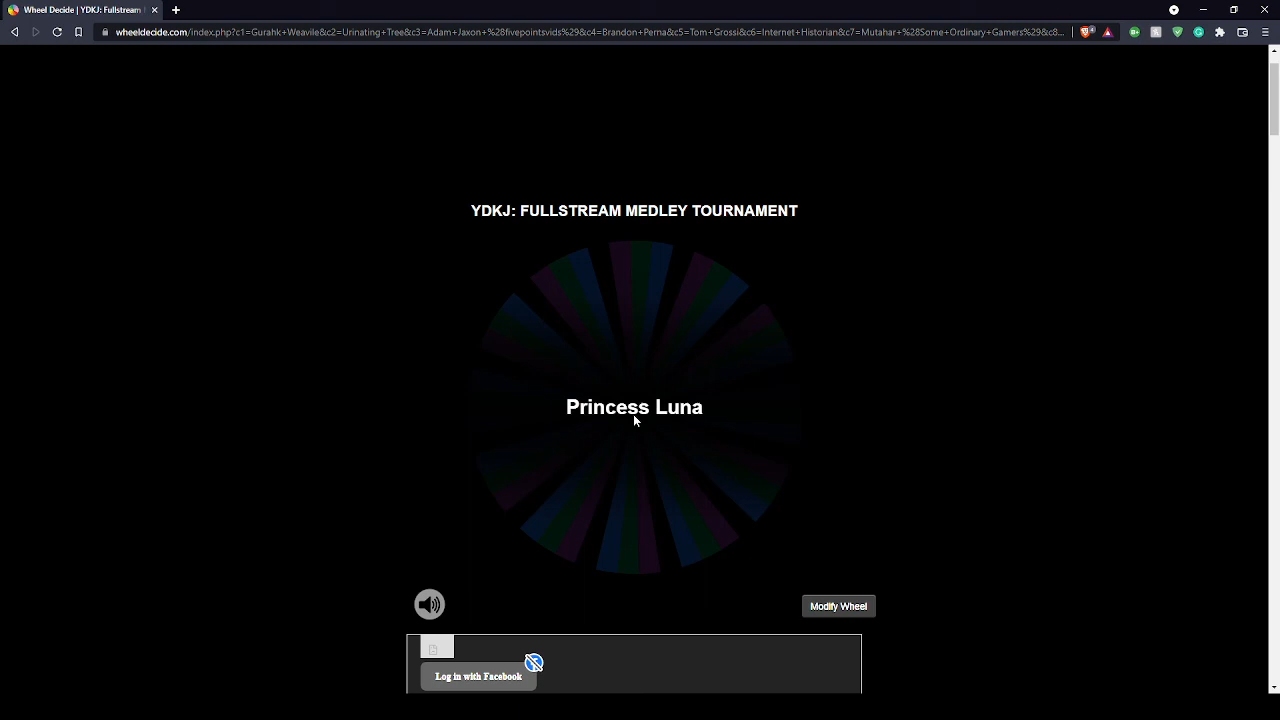 Wheel Decide | YDKJ: Fullstream
wheeldecide.com/index.php?c1=Gurahk+Weavile&c2=Urinating+Tree&c3=Adam+Jaxon+%28fivepointsvids%29&c4=Brandon+Perna&c5=Tom+Grossi&c6=Internet+Historian&c7=Mutahar+%28Some+Ordinary+Gamers%29&c8...
YDKJ: FULLSTREAM MEDLEY TOURNAMENT
Princess Luna
Modify Wheel
Log in with Facebook